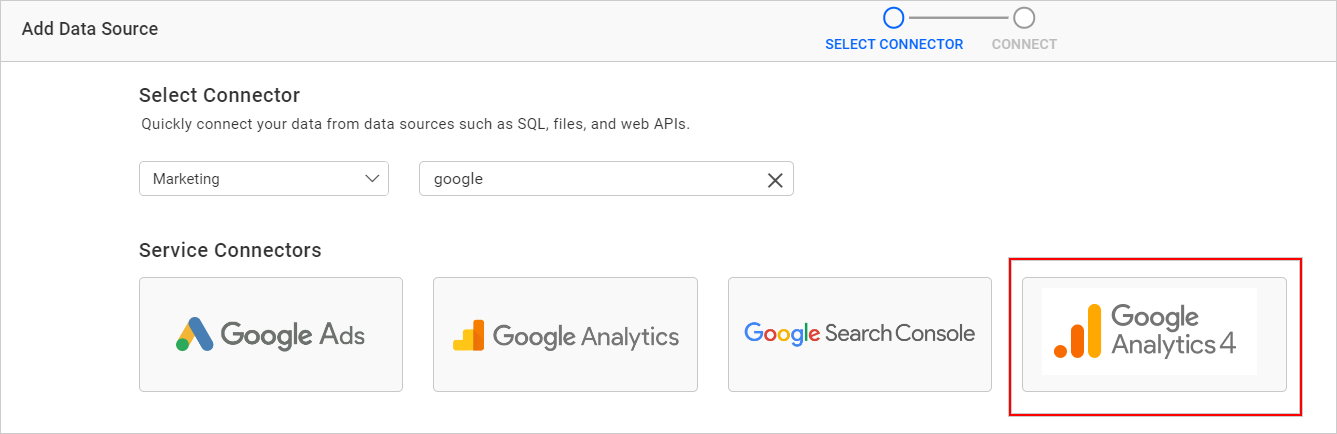 Add Data Source
SELECT CONNECTOR
CONNECT
Select Connector
Quickly connect your data from data sources such as SQL, files, and web APIs.
Marketing
google
Service Connectors
Google Ads
Google Analytics
Google Search Console
Google
Analytics 4